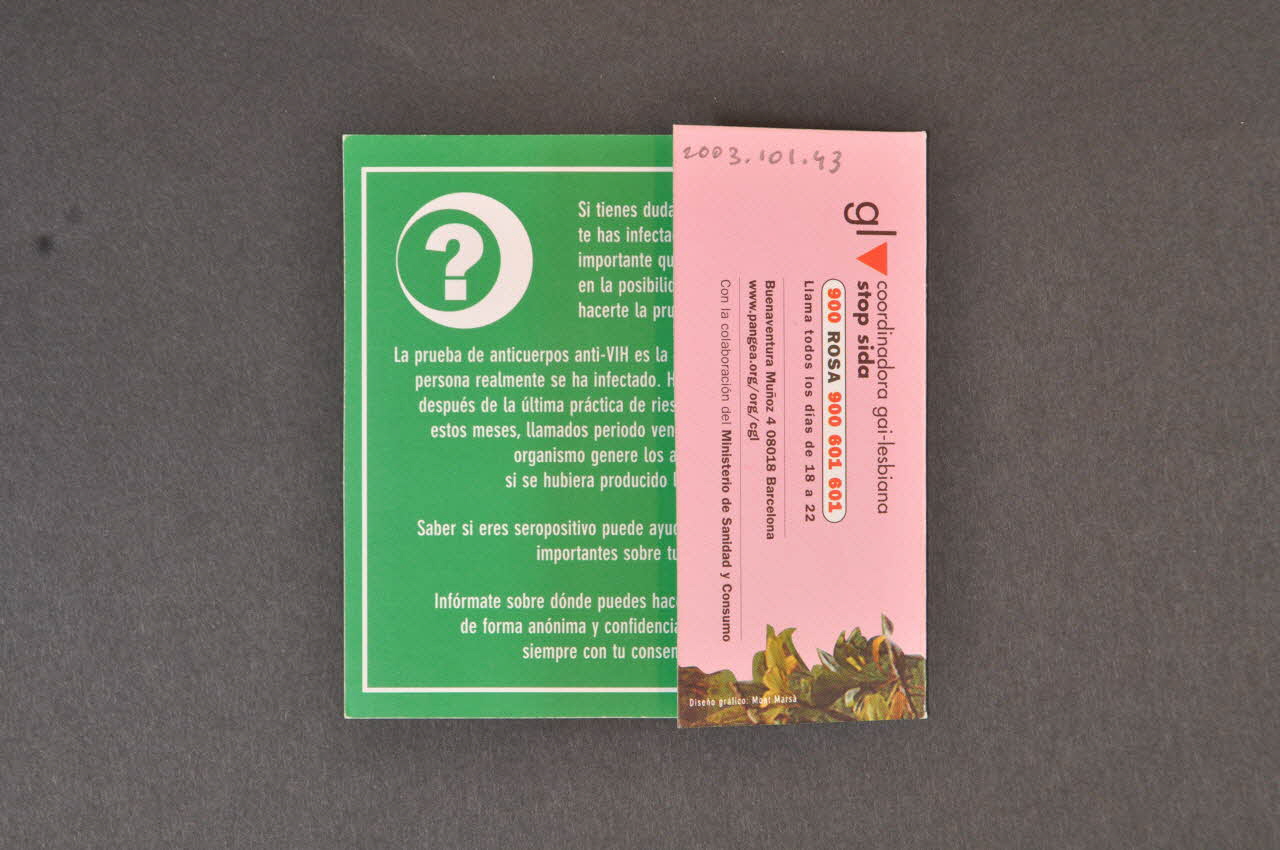 ?
Si tienes duda
te has infecta
importante qu
en la posibilid
hacerte la pru
La prueba de anticuerpos anti-VIH es la
persona realmente se ha infectado. H
después de la última práctica de ries
estos meses, llamados periodo ven
organismo genere los a
si se hubiera producido l
Saber si eres seropositivo puede ayud
importantes sobre tu
Infórmate sobre dónde puedes hac
de forma anónima y confidencia
siempre con tu consen
2003.101.43
gl
coordinadora gai-lesbiana
stop sida
900 ROSA 900 601 601
Llama todos los días de 18 a 22
Buenaventura Muñoz 4 08018 Barcelona
www.pangea.org/org/cgl
Con la colaboración del Ministerio de Sanidad y Consumo
Diseño gráfico: Mont Marsà